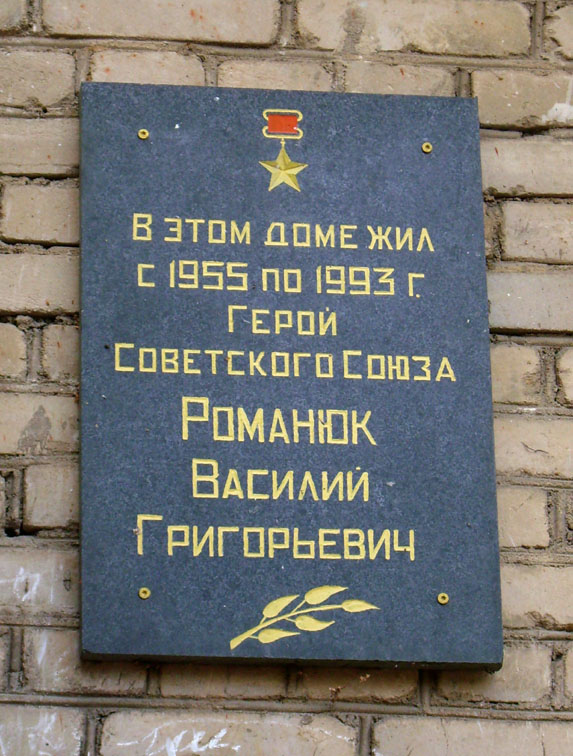 В ЭТОМ ДОМЕ ЖИЛ
С 1955 ПО 1993 Г.
ГЕРОЙ
СОВЕТСКОГО СОЮЗА
РОМАНЮК
ВАСИЛИЙ
ГРИГОРЬЕВИЧ